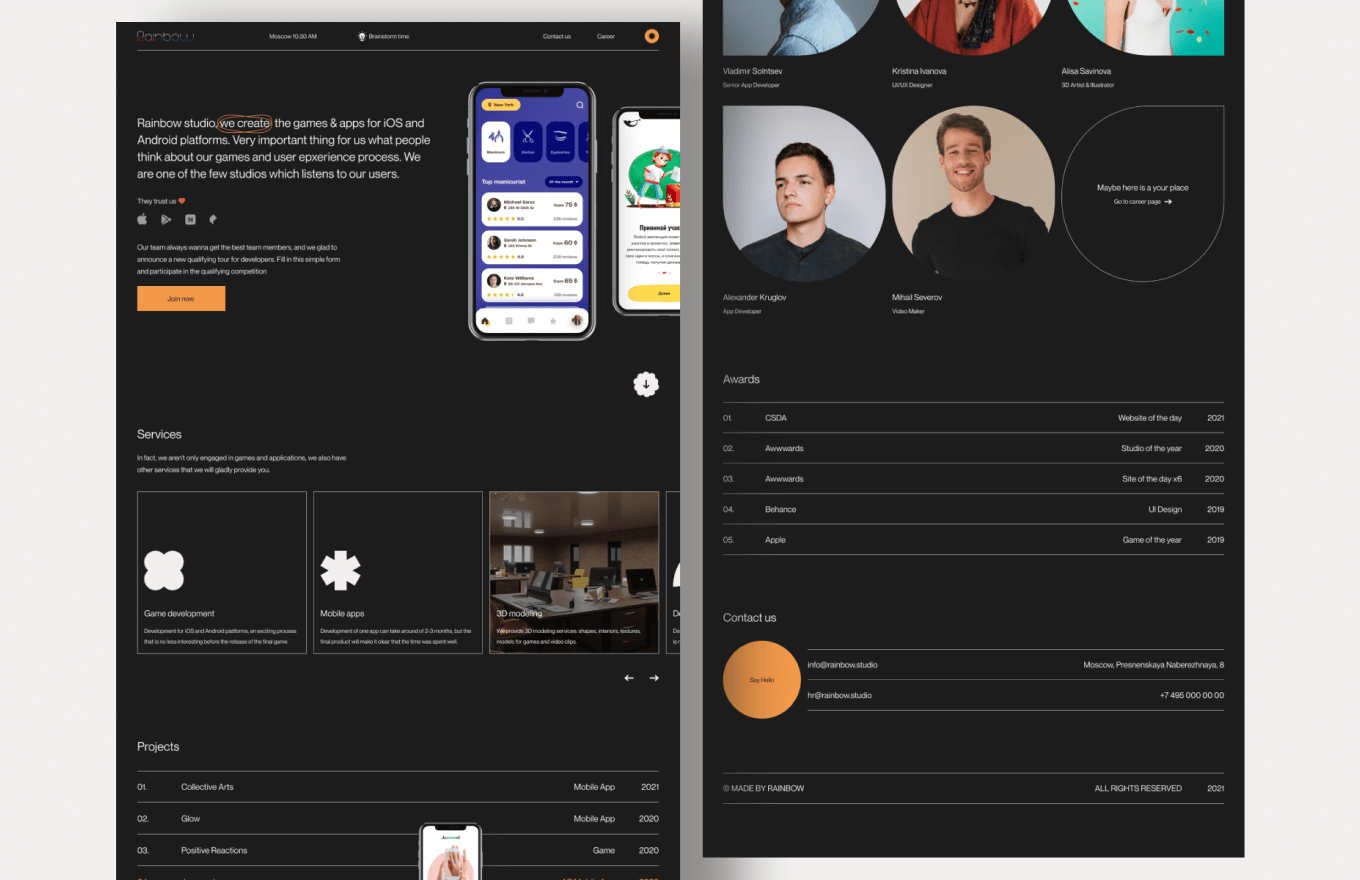 Rainbow
Moscow 10:30 AM
Brainstorm time
Contact us
Career
Rainbow studio, we create the games & apps for iOS and
Android platforms. Very important thing for us what people
think about our games and user epxerience process. We
are one of the few studios which listens to our users.
They trust us
Our team always wanna get the best team members, and we glad to
announce a new qualifying tour for developers. Fill in this simple form
and participate in the qualifying competition
Join now
New York
Manicure
Barber
Eyelashes
Top manicurist
Of the month
Michael Saraz
from 75 $
5.0
Sarah Johnson
from 60 $
4.8
Kate Williams
from 65 $
4.6
Принимай учас
Далее
Services
In fact, we aren't only engaged in games and applications, we also have
other services that we will gladly provide you.
Game development
Development for iOS and Android platforms, an exciting process
that is no less interesting before the release of the final game.
Mobile apps
Development of one app can take around of 2-3 months, but the
final product will make it clear that the time was spent well.
3D modeling
We provide 3D modeling services: shapes, interiors, textures,
models for games and video clips.
Projects
01. Collective Arts Mobile App 2021
02. Glow Mobile App 2020
03. Positive Reactions Game 2020
Vladimir Solntsev
Senior App Developer
Kristina Ivanova
UI/UX Designer
Alisa Savinova
3D Artist & Illustrator
Maybe here is a your place
Go to career page
Alexander Kruglov
App Developer
Mihail Severov
Video Maker
Awards
01. CSDA Website of the day 2021
02. Awwwards Studio of the year 2020
03. Awwwards Site of the day x6 2020
04. Behance UI Design 2019
05. Apple Game of the year 2019
Contact us
Say Hello
info@rainbow.studio
Moscow, Presnenskaya Naberezhnaya, 8
hr@rainbow.studio
+7 495 000 00 00
© MADE BY RAINBOW
ALL RIGHTS RESERVED 2021